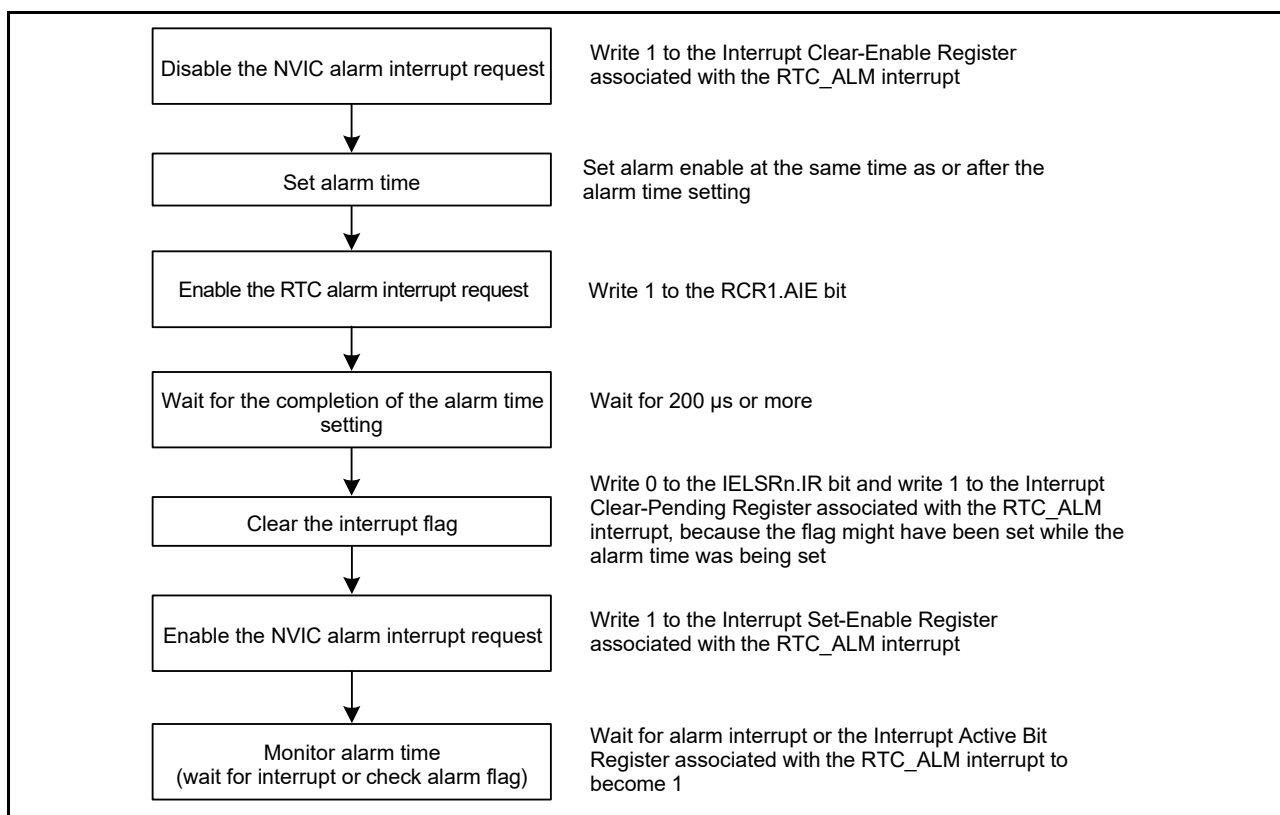 Disable the NVIC alarm interrupt request
Write 1 to the Interrupt Clear-Enable Register
associated with the RTC_ALM interrupt
Set alarm time
Set alarm enable at the same time as or after the
alarm time setting
Enable the RTC alarm interrupt request
Write 1 to the RCR1.AIE bit
Wait for the completion of the alarm time
setting
Wait for 200 µs or more
Clear the interrupt flag
Write 0 to the IELSRn.IR bit and write 1 to the Interrupt
Clear-Pending Register associated with the RTC_ALM
interrupt, because the flag might have been set while the
alarm time was being set
Enable the NVIC alarm interrupt request
Write 1 to the Interrupt Set-Enable Register
associated with the RTC_ALM interrupt
Monitor alarm time
(wait for interrupt or check alarm flag)
Wait for alarm interrupt or the Interrupt Active Bit
Register associated with the RTC_ALM interrupt to
become 1